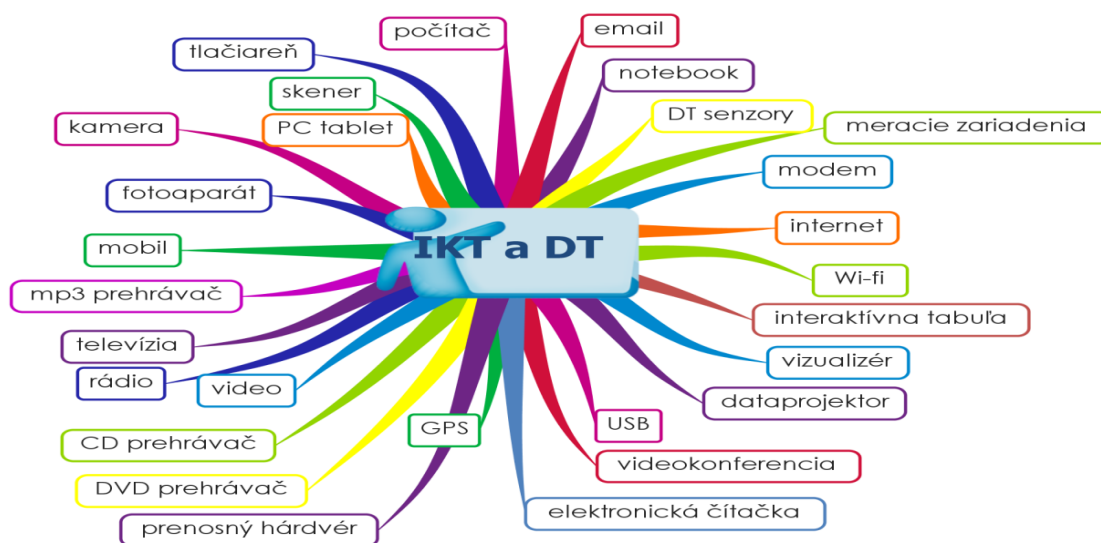 počítač
email
tlačiareň
notebook
skener
DT senzory
kamera
PC tablet
meracie zariadenia
modem
fotoaparát
internet
mobil
IKT a DT
Wi-fi
mp3 prehrávač
interaktívna tabuľa
televízia
vizualizér
rádio
video
dataprojektor
GPS
USB
CD prehrávač
videokonferencia
DVD prehrávač
elektronická čítačka
prenosný hárdvér